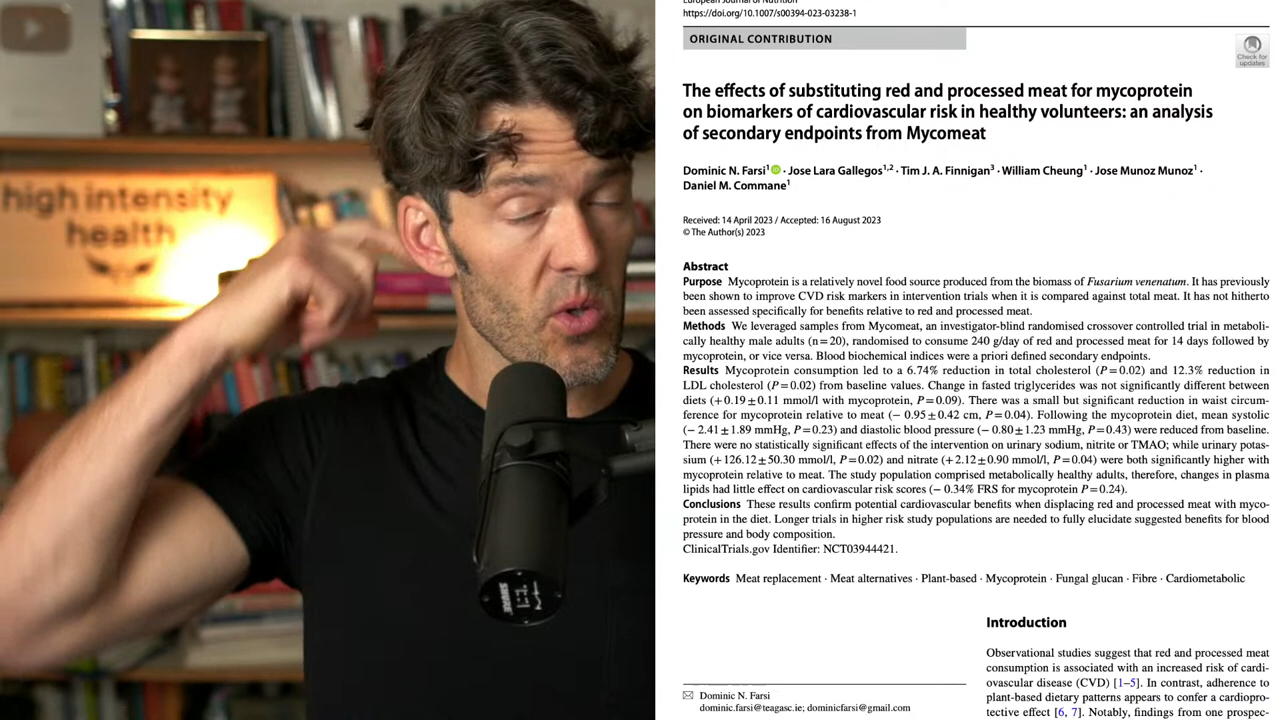 high intensity
health
European Journal of Nutrition
https://doi.org/10.1007/s00394-023-03238-1
ORIGINAL CONTRIBUTION
Check for
updates
The effects of substituting red and processed meat for mycoprotein
on biomarkers of cardiovascular risk in healthy volunteers: an analysis
of secondary endpoints from Mycomeat
Dominic N. Farsi¹ · Jose Lara Gallegos¹,² · Tim J. A. Finnigan³ · William Cheung¹ · Jose Munoz Munoz¹ ·
Daniel M. Commane¹
Received: 14 April 2023 / Accepted: 16 August 2023
© The Author(s) 2023
Abstract
Purpose Mycoprotein is a relatively novel food source produced from the biomass of Fusarium venenatum. It has previously
been shown to improve CVD risk markers in intervention trials when it is compared against total meat. It has not hitherto
been assessed specifically for benefits relative to red and processed meat.
Methods We leveraged samples from Mycomeat, an investigator-blind randomised crossover controlled trial in metaboli-
cally healthy male adults (n=20), randomised to consume 240 g/day of red and processed meat for 14 days followed by
mycoprotein, or vice versa. Blood biochemical indices were a priori defined secondary endpoints.
Results Mycoprotein consumption led to a 6.74% reduction in total cholesterol (P=0.02) and 12.3% reduction in
LDL cholesterol (P=0.02) from baseline values. Change in fasted triglycerides was not significantly different between
diets (+0.19±0.11 mmol/l with mycoprotein, P=0.09). There was a small but significant reduction in waist circum-
ference for mycoprotein relative to meat (− 0.95±0.42 cm, P=0.04). Following the mycoprotein diet, mean systolic
(− 2.41±1.89 mmHg, P=0.23) and diastolic blood pressure (− 0.80±1.23 mmHg, P=0.43) were reduced from baseline.
There were no statistically significant effects of the intervention on urinary sodium, nitrite or TMAO; while urinary potas-
sium (+126.12±50.30 mmol/l, P=0.02) and nitrate (+2.12±0.90 mmol/l, P=0.04) were both significantly higher with
mycoprotein relative to meat. The study population comprised metabolically healthy adults, therefore, changes in plasma
lipids had little effect on cardiovascular risk scores (− 0.34% FRS for mycoprotein P=0.24).
Conclusions These results confirm potential cardiovascular benefits when displacing red and processed meat with myco-
protein in the diet. Longer trials in higher risk study populations are needed to fully elucidate suggested benefits for blood
pressure and body composition.
ClinicalTrials.gov Identifier: NCT03944421.
Keywords Meat replacement · Meat alternatives · Plant-based · Mycoprotein · Fungal glucan · Fibre · Cardiometabolic
Introduction
Observational studies suggest that red and processed meat
consumption is associated with an increased risk of cardi-
ovascular disease (CVD) [1–5]. In contrast, adherence to
plant-based dietary patterns appears to confer a cardiopro-
tective effect [6, 7]. Notably, findings from one prospec-
Dominic N. Farsi
dominic.farsi@teagasc.ie; dominicfarsi@gmail.com